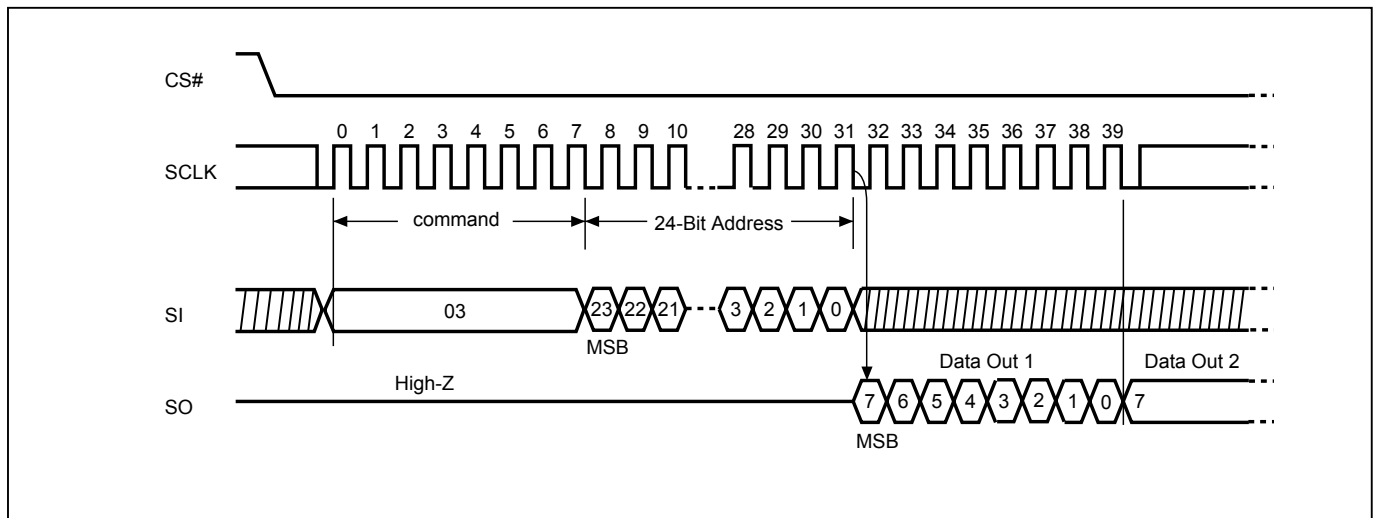 CS#
0 1 2 3 4 5 6 7 8 9 10 28 29 30 31 32 33 34 35 36 37 38 39
SCLK
command 24-Bit Address
SI 03 23 22 21 3 2 1 0
MSB Data Out 1 Data Out 2
High-Z
SO 7 6 5 4 3 2 1 0 7
MSB